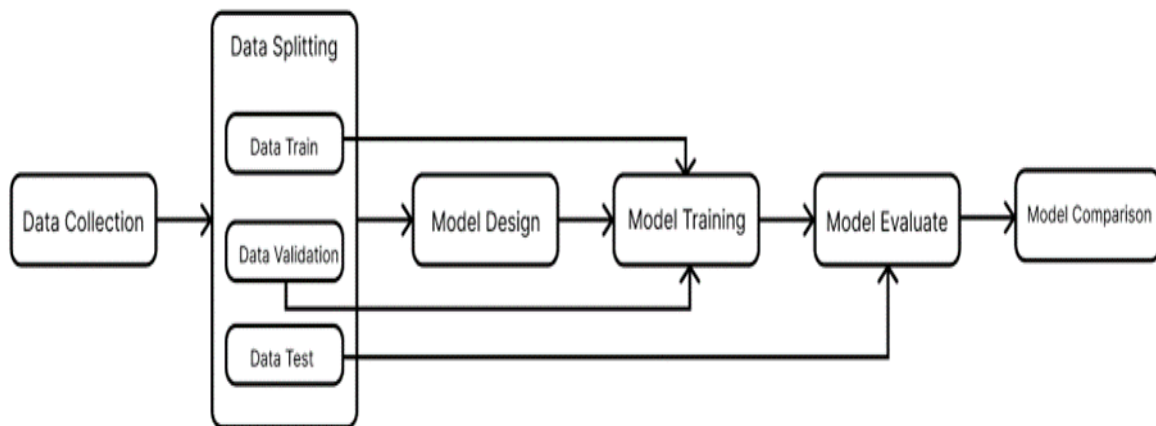 Data Collection
Data Splitting
Data Train
Data Validation
Data Test
Model Design
Model Training
Model Evaluate
Model Comparison